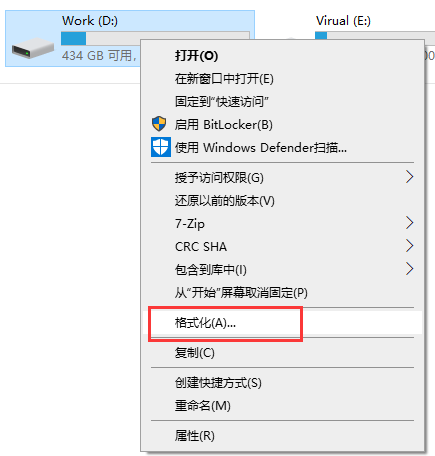 Work (D:)
Virual (E:)
434 GB 可用,
00
打开(O)
在新窗口中打开(E)
固定到"快速访问"
启用 BitLocker(B)
使用 Windows Defender扫描...
授予访问权限(G)
还原以前的版本(V)
7-Zip
CRC SHA
包含到库中(I)
从"开始"屏幕取消固定(P)
格式化(A)...
复制(C)
创建快捷方式(S)
重命名(M)
属性(R)